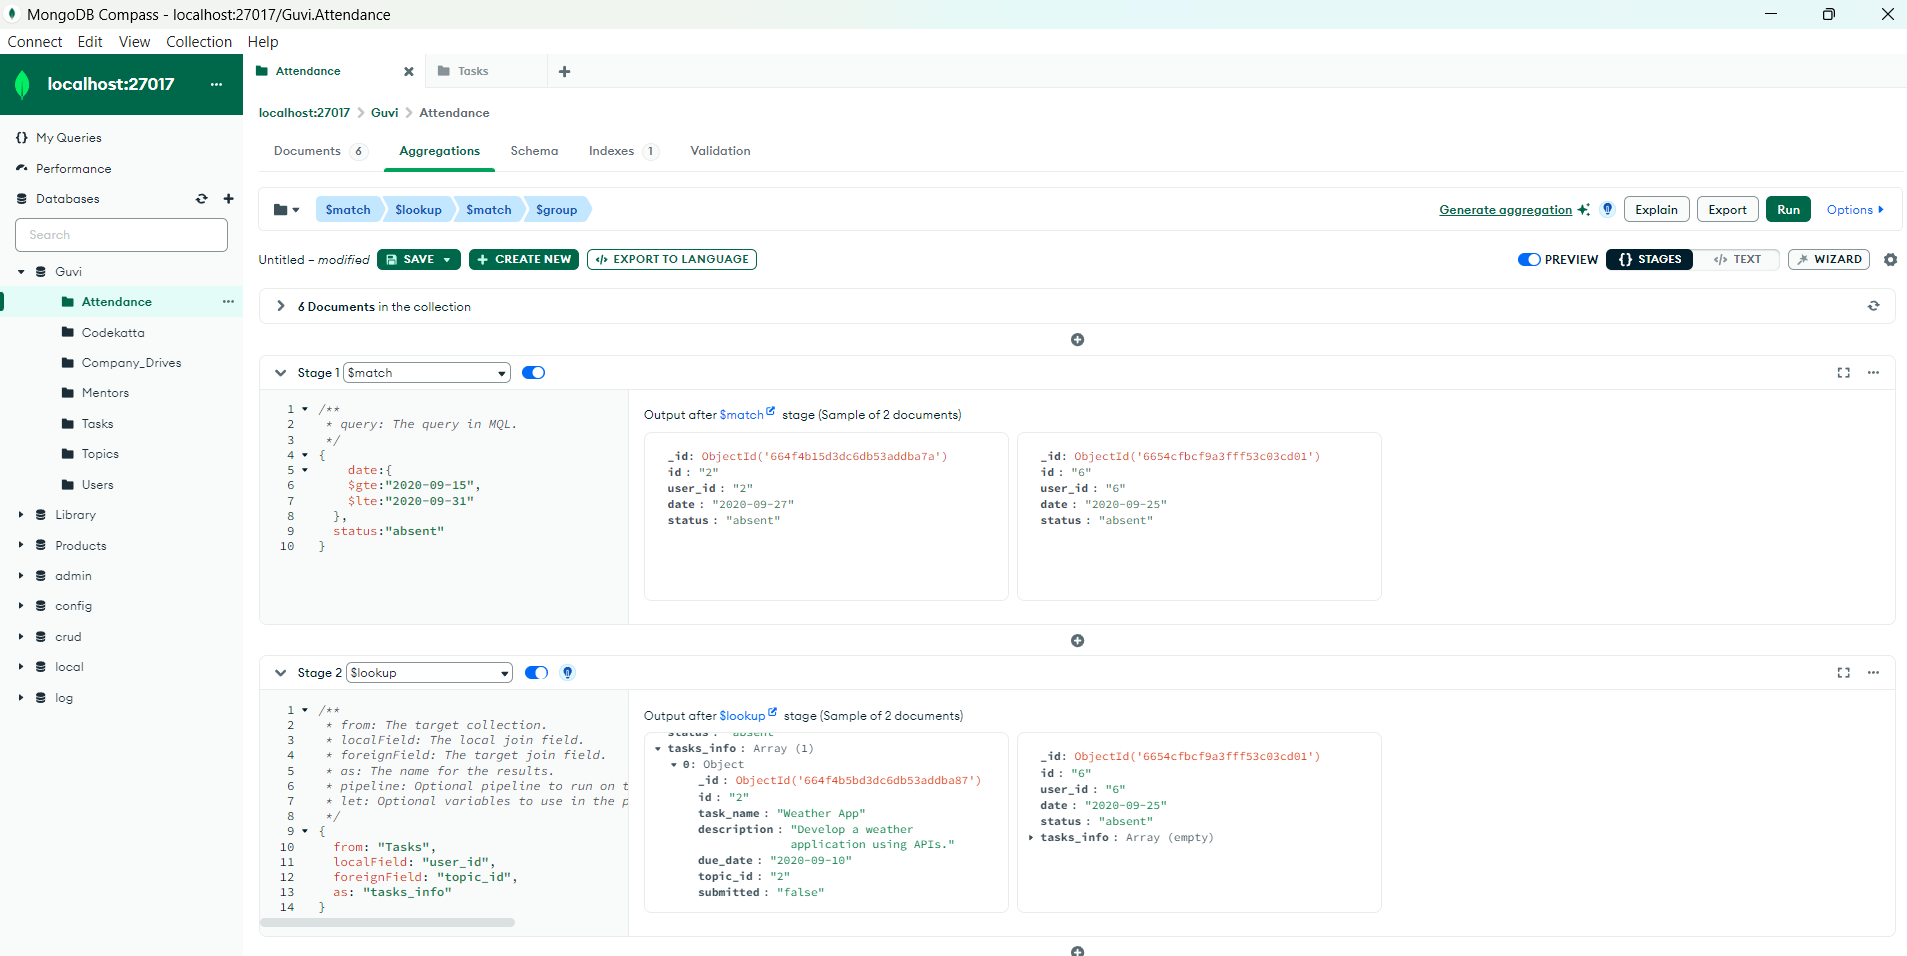 MongoDB Compass - localhost:27017/Guvi.Attendance
Connect Edit View Collection Help
localhost:27017 ...
Attendance
Tasks
localhost:27017 > Guvi > Attendance
{} My Queries
Performance
Databases
Search
Guvi
Attendance ...
Codekatta
Company_Drives
Mentors
Tasks
Topics
Users
Library
Products
admin
config
crud
local
log
Documents 6 Aggregations Schema Indexes 1 Validation
$match $lookup $match $group
Generate aggregation Explain Export Run Options
Untitled – modified SAVE + CREATE NEW </> EXPORT TO LANGUAGE
PREVIEW {} STAGES </> TEXT WIZARD
6 Documents in the collection
Stage 1 $match
1 /**
2 * query: The query in MQL.
3 */
4 {
5 date:{
6 $gte:"2020-09-15",
7 $lte:"2020-09-31"
8 },
9 status:"absent"
10 }
Output after $match stage (Sample of 2 documents)
_id: ObjectId('664f4b15d3dc6db53addba7a')
id : "2"
user_id : "2"
date : "2020-09-27"
status : "absent"
_id: ObjectId('6654cfbcf9a3fff53c03cd01')
id : "6"
user_id : "6"
date : "2020-09-25"
status : "absent"
Stage 2 $lookup
1 /**
2 * from: The target collection.
3 * localField: The local join field.
4 * foreignField: The target join field.
5 * as: The name for the results.
6 * pipeline: Optional pipeline to run on t
7 * let: Optional variables to use in the p
8 */
9 {
10 from: "Tasks",
11 localField: "user_id",
12 foreignField: "topic_id",
13 as: "tasks_info"
14 }
Output after $lookup stage (Sample of 2 documents)
status : "absent"
tasks_info : Array (1)
0: Object
_id : ObjectId('664f4b5bd3dc6db53addba87')
id : "2"
task_name : "Weather App"
description : "Develop a weather
application using APIs."
due_date : "2020-09-10"
topic_id : "2"
submitted : "false"
_id: ObjectId('6654cfbcf9a3fff53c03cd01')
id : "6"
user_id : "6"
date : "2020-09-25"
status : "absent"
tasks_info : Array (empty)